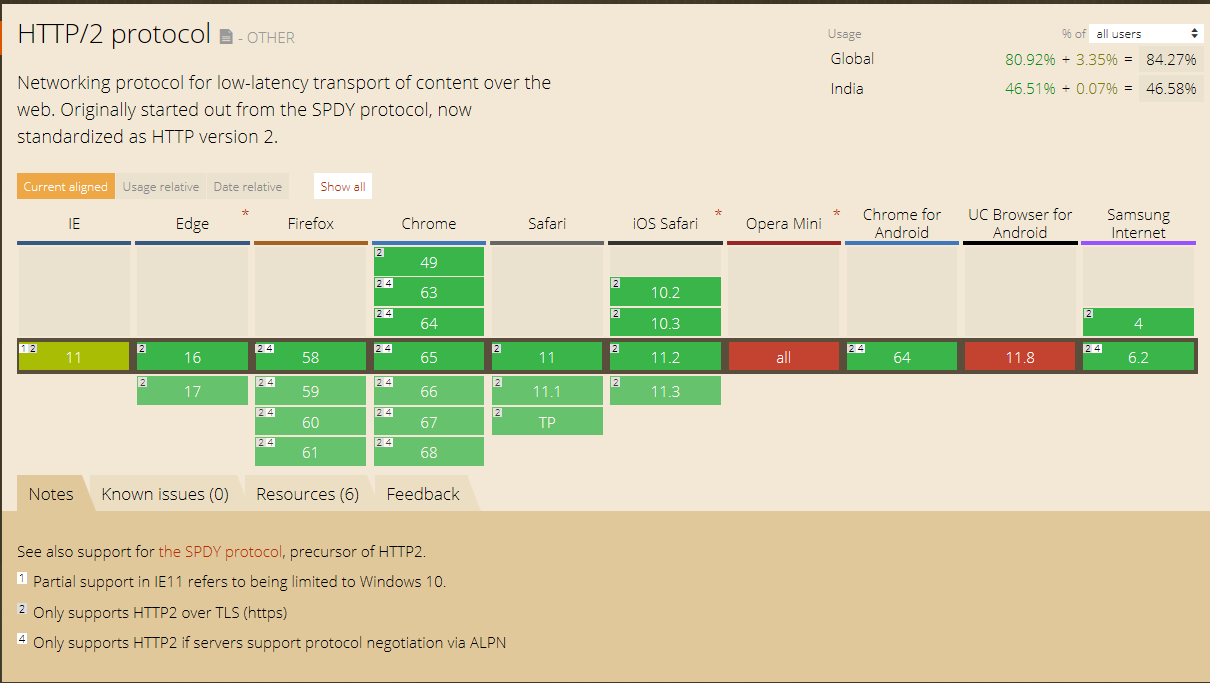 HTTP/2 protocol - OTHER
Usage % of all users
Global 80.92% + 3.35% = 84.27%
India 46.51% + 0.07% = 46.58%
Networking protocol for low-latency transport of content over the
web. Originally started out from the SPDY protocol, now
standardized as HTTP version 2.
Current aligned Usage relative Date relative Show all
IE Edge * Firefox Chrome Safari iOS Safari * Opera Mini * Chrome for Android UC Browser for Android Samsung Internet
2 49
2 4 63 2 10.2
2 4 64 2 10.3 2 4
1 2 11 2 16 2 4 58 2 4 65 2 11 2 11.2 all 2 4 64 11.8 2 4 6.2
2 17 2 4 59 2 4 66 2 11.1 2 11.3
2 4 60 2 4 67 2 TP
2 4 61 2 4 68
Notes Known issues (0) Resources (6) Feedback
See also support for the SPDY protocol, precursor of HTTP2.
1 Partial support in IE11 refers to being limited to Windows 10.
2 Only supports HTTP2 over TLS (https)
4 Only supports HTTP2 if servers support protocol negotiation via ALPN